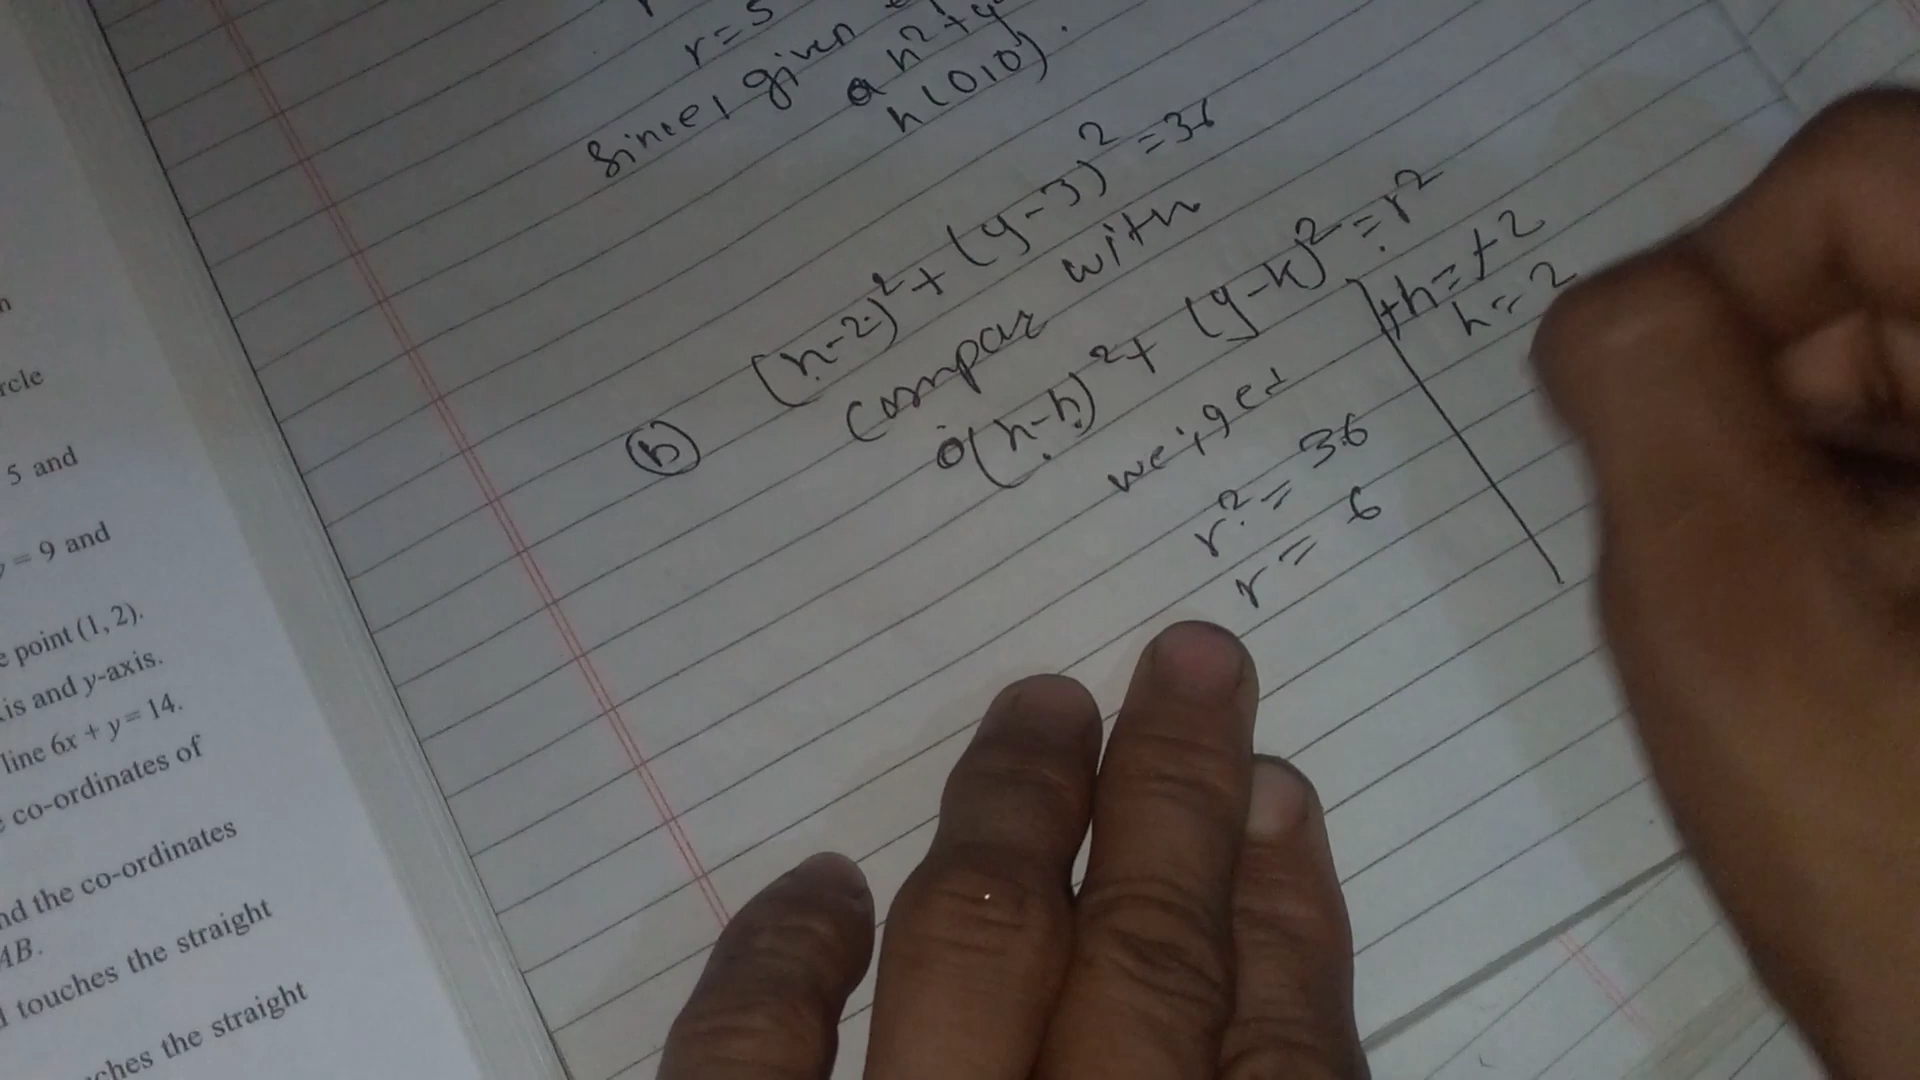 r=5
Since, given
a x²+y²
h(0,0).
(b) (x-2)²+(y-3)²=36
compar with
(x-h)²+(y-k)²=r²
we, get
r²=36
r=6
+h=+2
h=2
rcle
5 and
= 9 and
point (1, 2).
is and y-axis.
line 6x + y = 14.
co-ordinates of
nd the co-ordinates
AB.
touches the straight
ches the straight